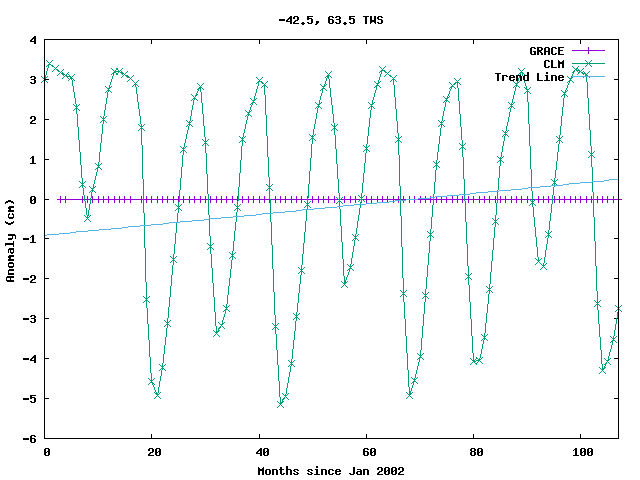 -42.5, 63.5 TWS
GRACE
CLM
Trend Line
4
3
2
1
0
-1
-2
-3
-4
-5
-6
Anomaly (cm)
0 20 40 60 80 100
Months since Jan 2002